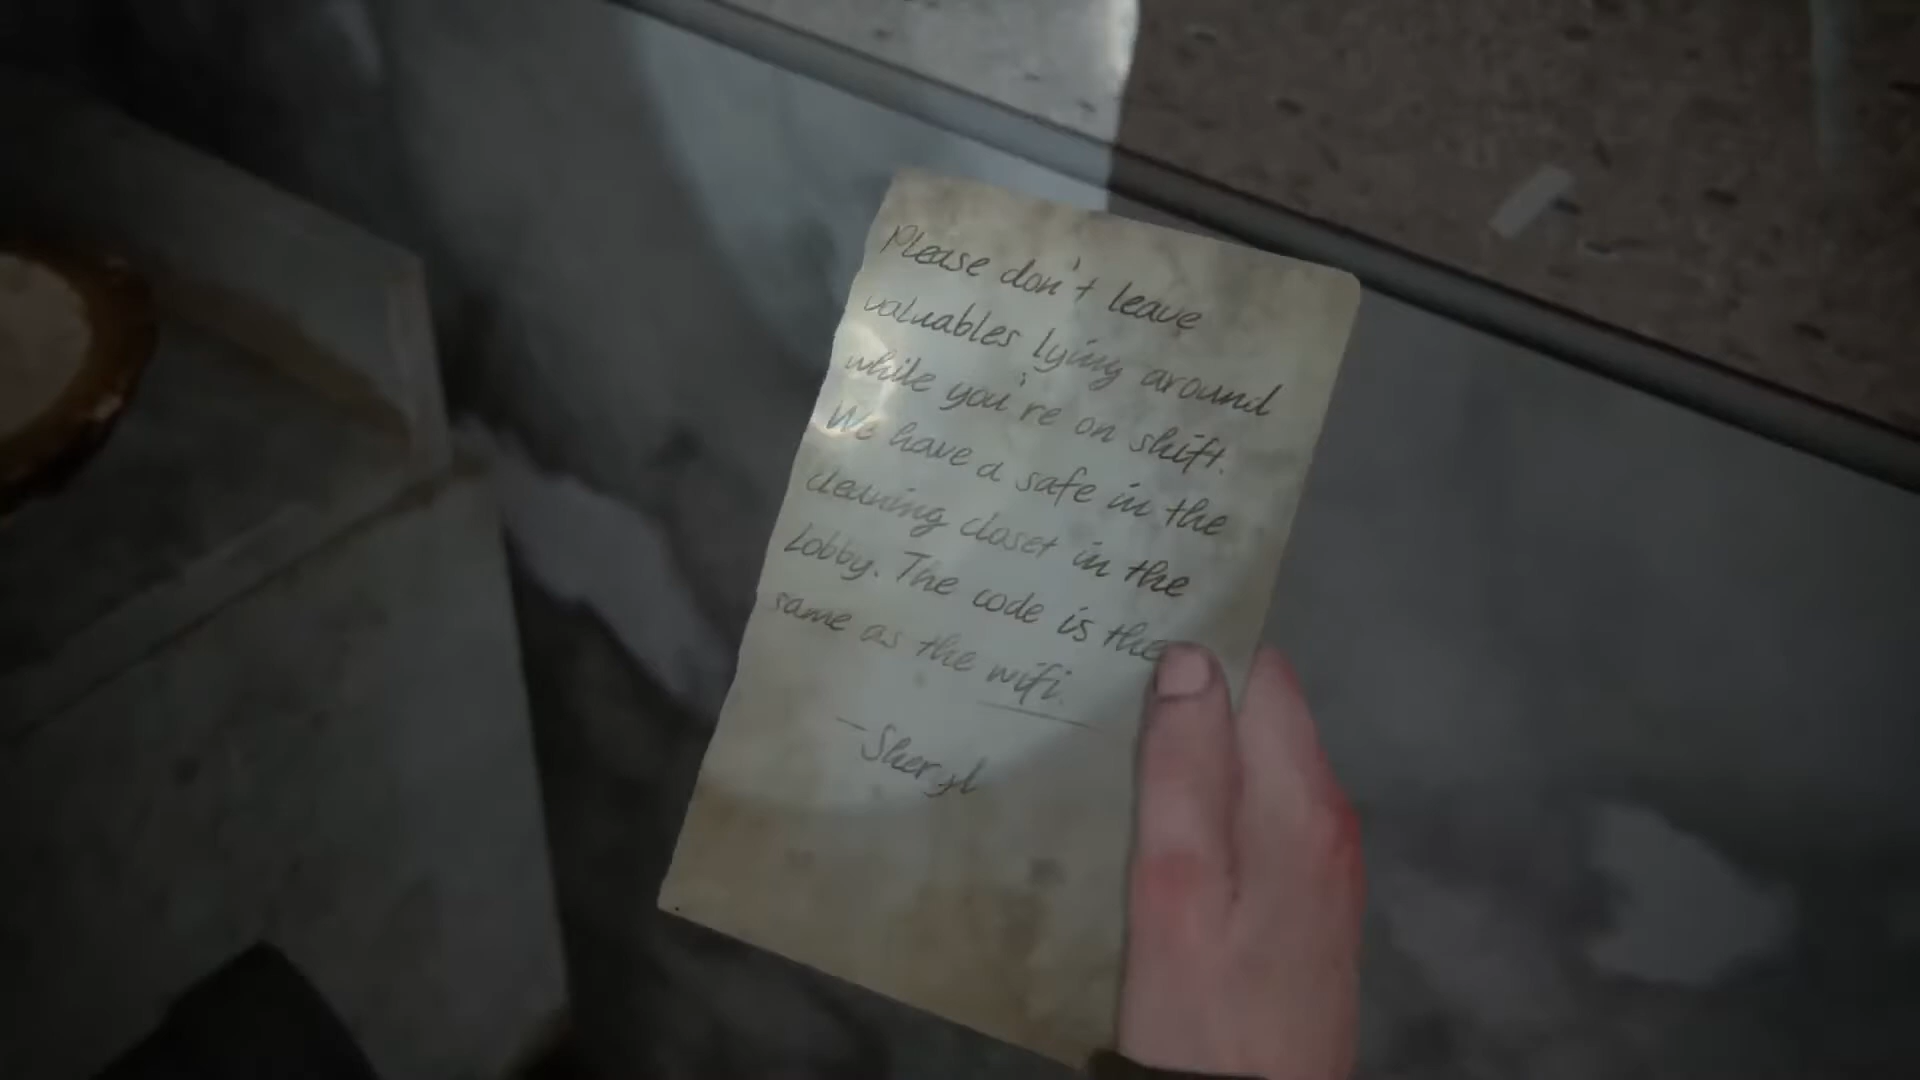 Please don't leave
valuables lying around
while you're on shift.
We have a safe in the
cleaning closet in the
Lobby. The code is the
same as the wifi.
—Sheryl